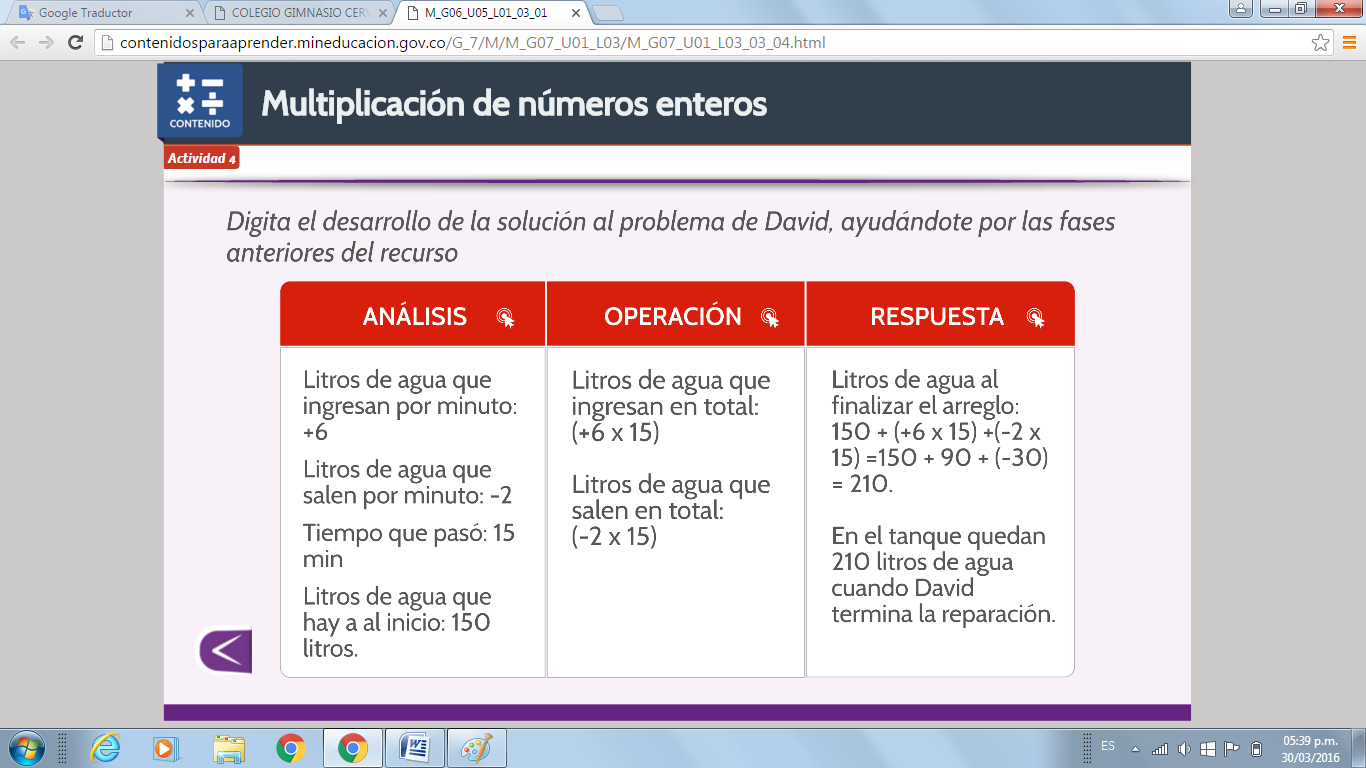 Google Traductor
COLEGIO GIMNASIO CER
M_G06_U05_L01_03_01
contenidosparaaprender.mineducacion.gov.co/G_7/M/M_G07_U01_L03/M_G07_U01_L03_03_04.html
CONTENIDO
Multiplicación de números enteros
Actividad 4
Digita el desarrollo de la solución al problema de David, ayudándote por las fases
anteriores del recurso
ANÁLISIS
Litros de agua que
ingresan por minuto:
+6
Litros de agua que
salen por minuto: -2
Tiempo que pasó: 15
min
Litros de agua que
hay a al inicio: 150
litros.
OPERACIÓN
Litros de agua que
ingresan en total:
(+6 x 15)
Litros de agua que
salen en total:
(-2 x 15)
RESPUESTA
Litros de agua al
finalizar el arreglo:
150 + (+6 x 15) +(-2 x
15) =150 + 90 + (-30)
= 210.
En el tanque quedan
210 litros de agua
cuando David
termina la reparación.
ES
05:39 p.m.
30/03/2016